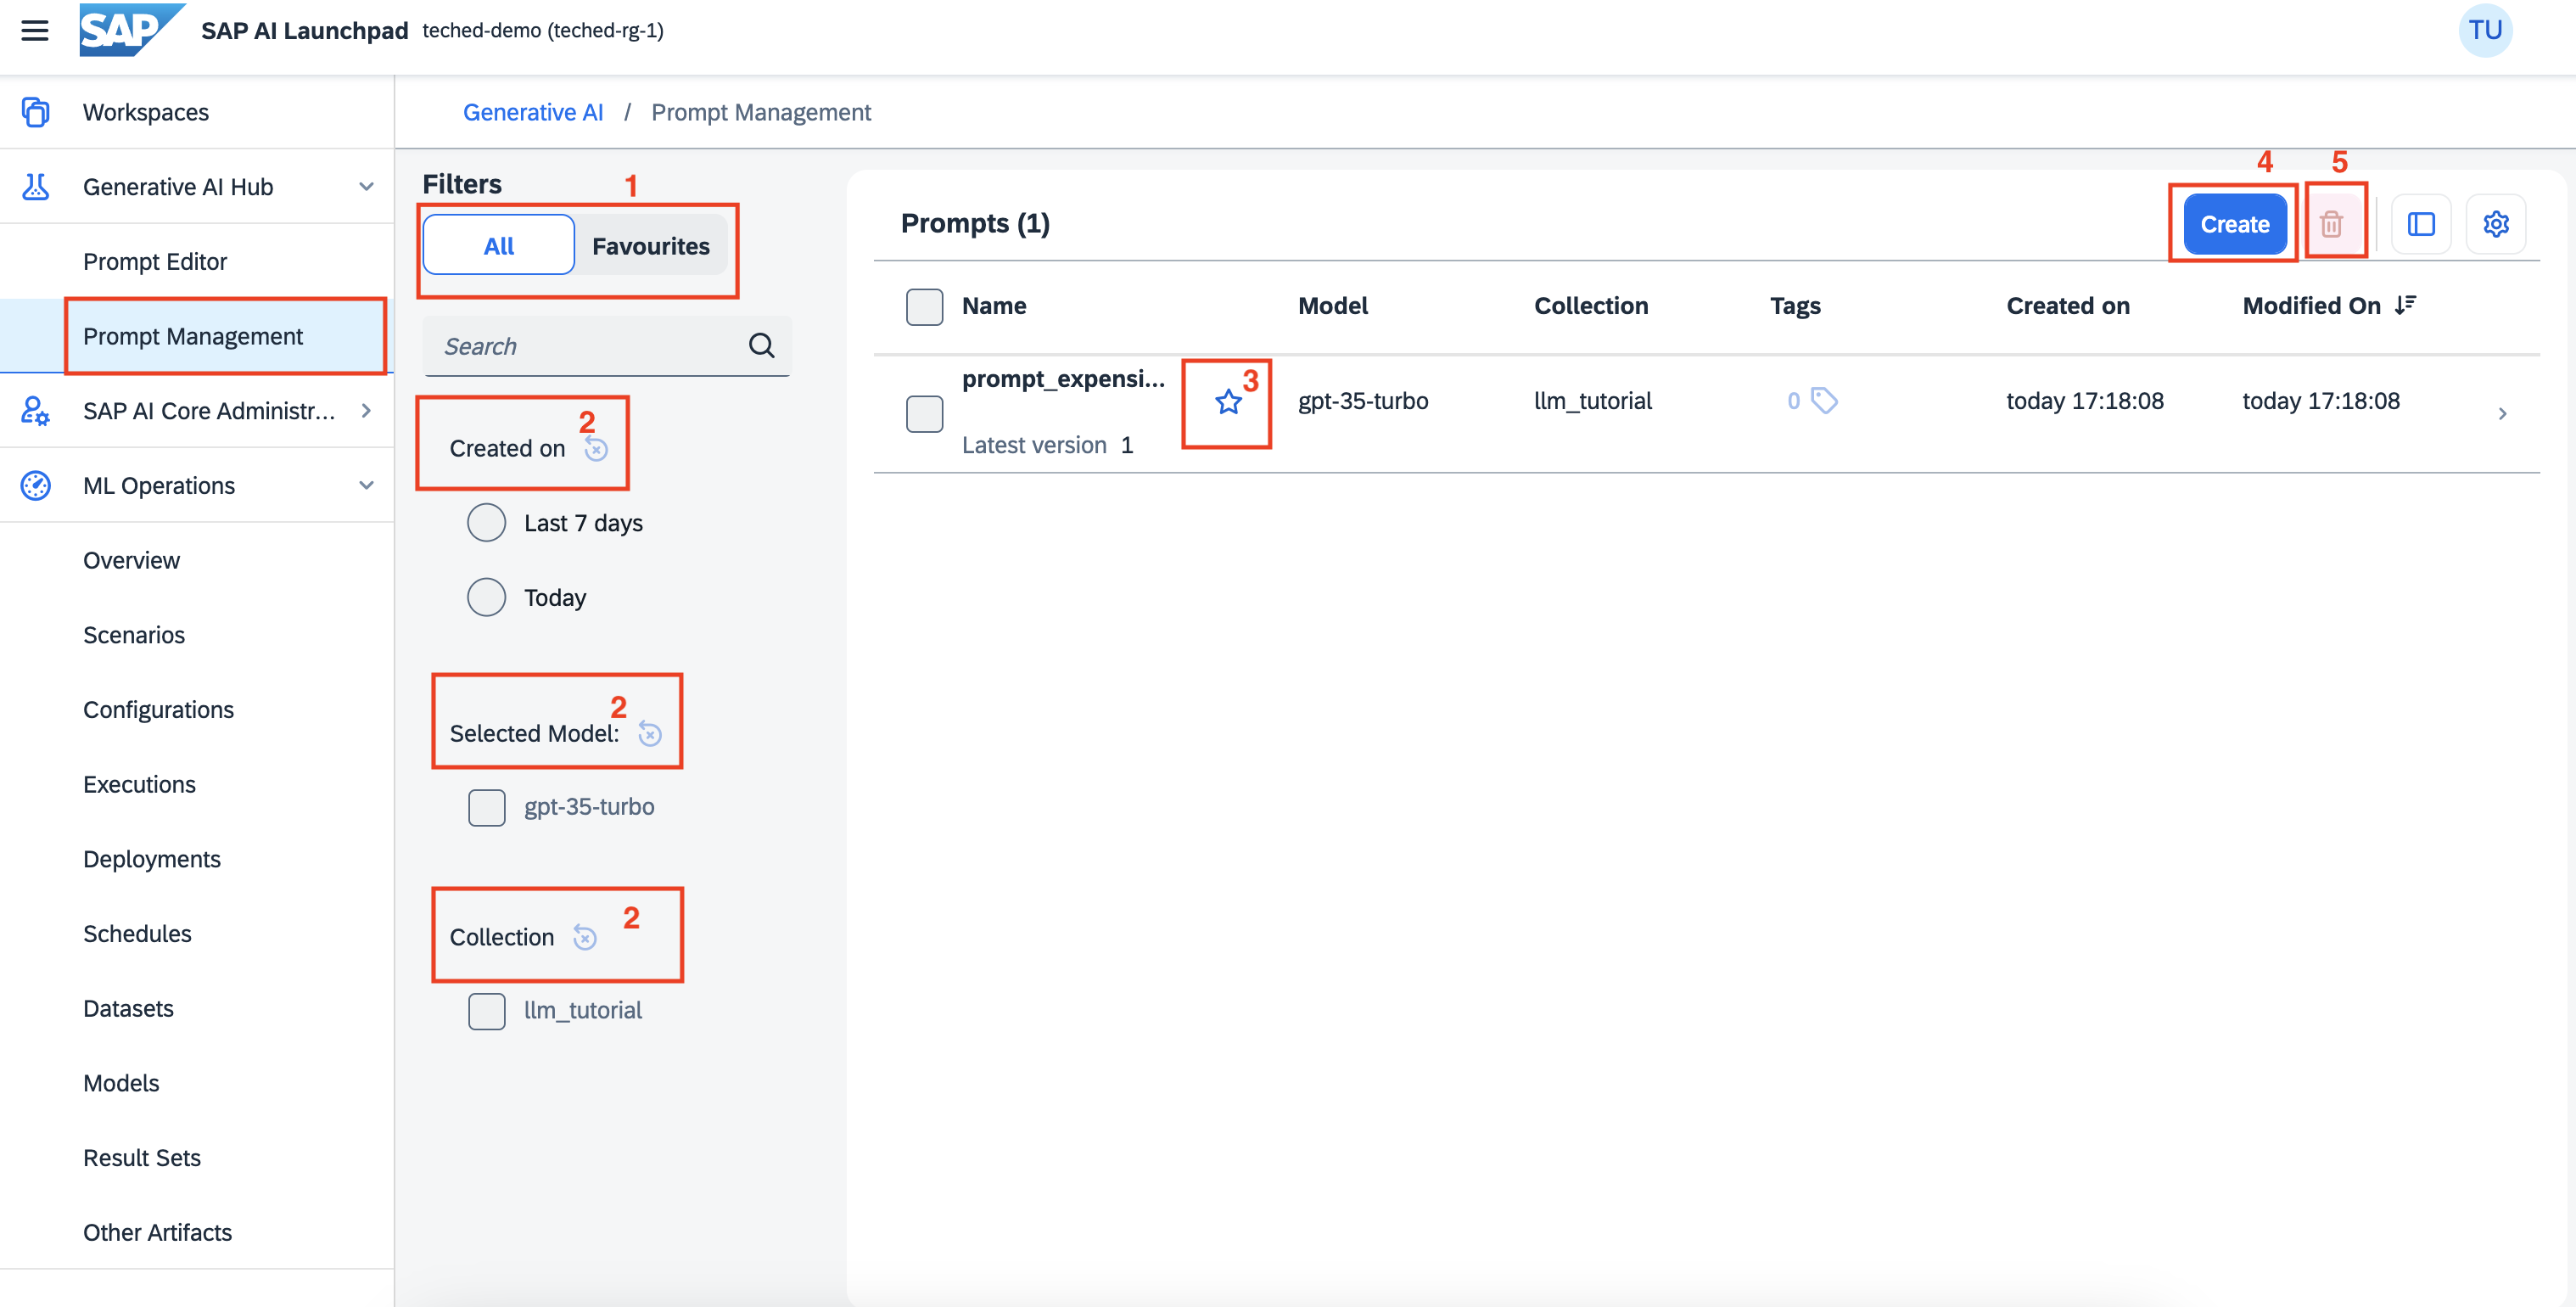 SAP SAP AI Launchpad teched-demo (teched-rg-1) TU
Workspaces
Generative AI Hub
Prompt Editor
Prompt Management
SAP AI Core Administr...
ML Operations
Overview
Scenarios
Configurations
Executions
Deployments
Schedules
Datasets
Models
Result Sets
Other Artifacts
Generative AI / Prompt Management
Filters 1
All Favourites
Search
2
Created on
Last 7 days
Today
2
Selected Model:
gpt-35-turbo
2
Collection
llm_tutorial
4 5
Prompts (1) Create
Name Model Collection Tags Created on Modified On
prompt_expensi... 3 gpt-35-turbo llm_tutorial 0 today 17:18:08 today 17:18:08
Latest version 1